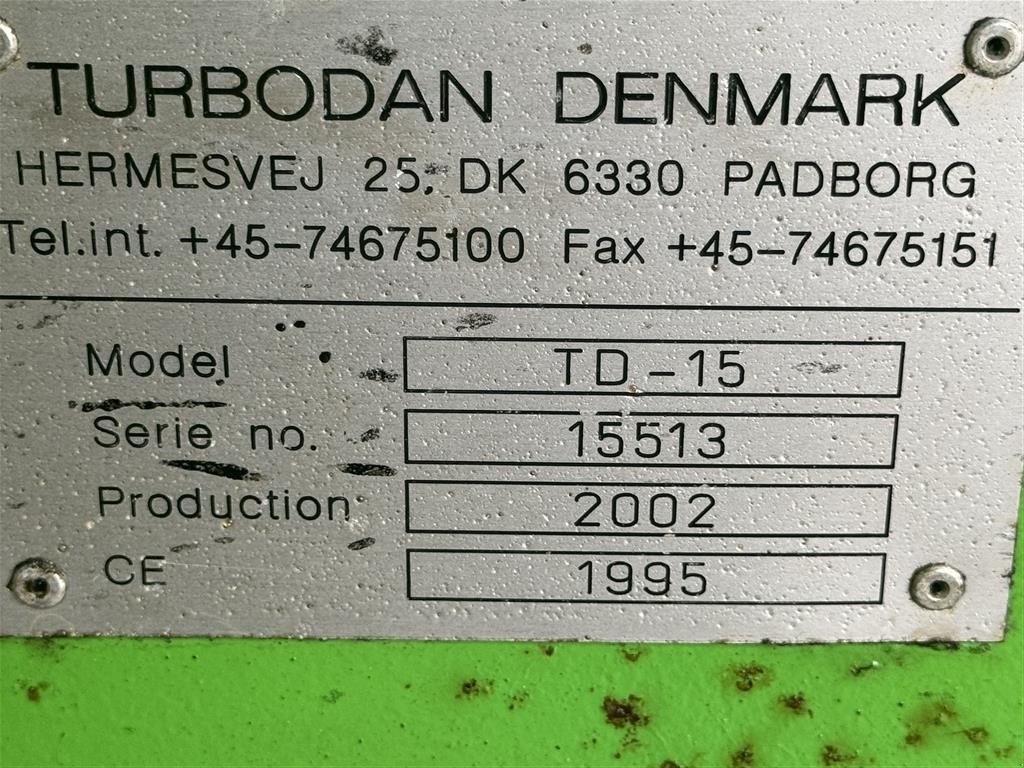 TURBODAN DENMARK
HERMESVEJ 25. DK 6330 PADBORG
Tel.int. +45-74675100 Fax +45-74675151
Model TD-15
Serie no. 15513
Production 2002
CE 1995